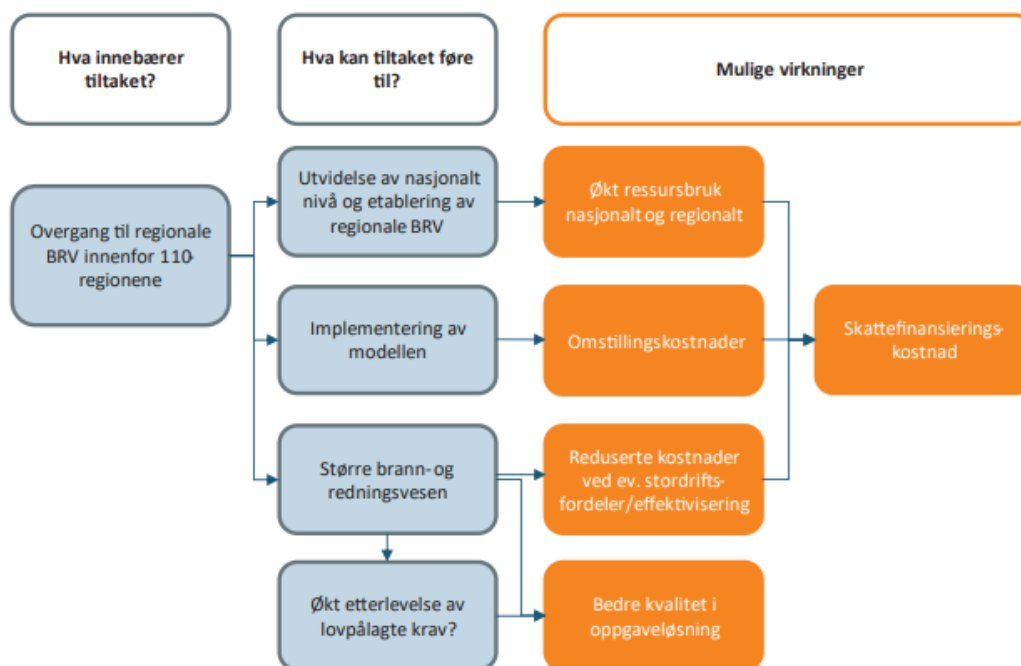 Hva innebærer
tiltaket?
Hva kan tiltaket føre
til?
Mulige virkninger
Overgang til regionale
BRV innenfor 110-
regionene
Utvidelse av nasjonalt
nivå og etablering av
regionale BRV
Økt ressursbruk
nasjonalt og regionalt
Implementering av
modellen
Omstillingskostnader
Skattefinansierings-
kostnad
Større brann- og
redningsvesen
Reduserte kostnader
ved ev. stordrifts-
fordeler/effektivisering
Økt etterlevelse av
lovpålagte krav?
Bedre kvalitet i
oppgaveløsning